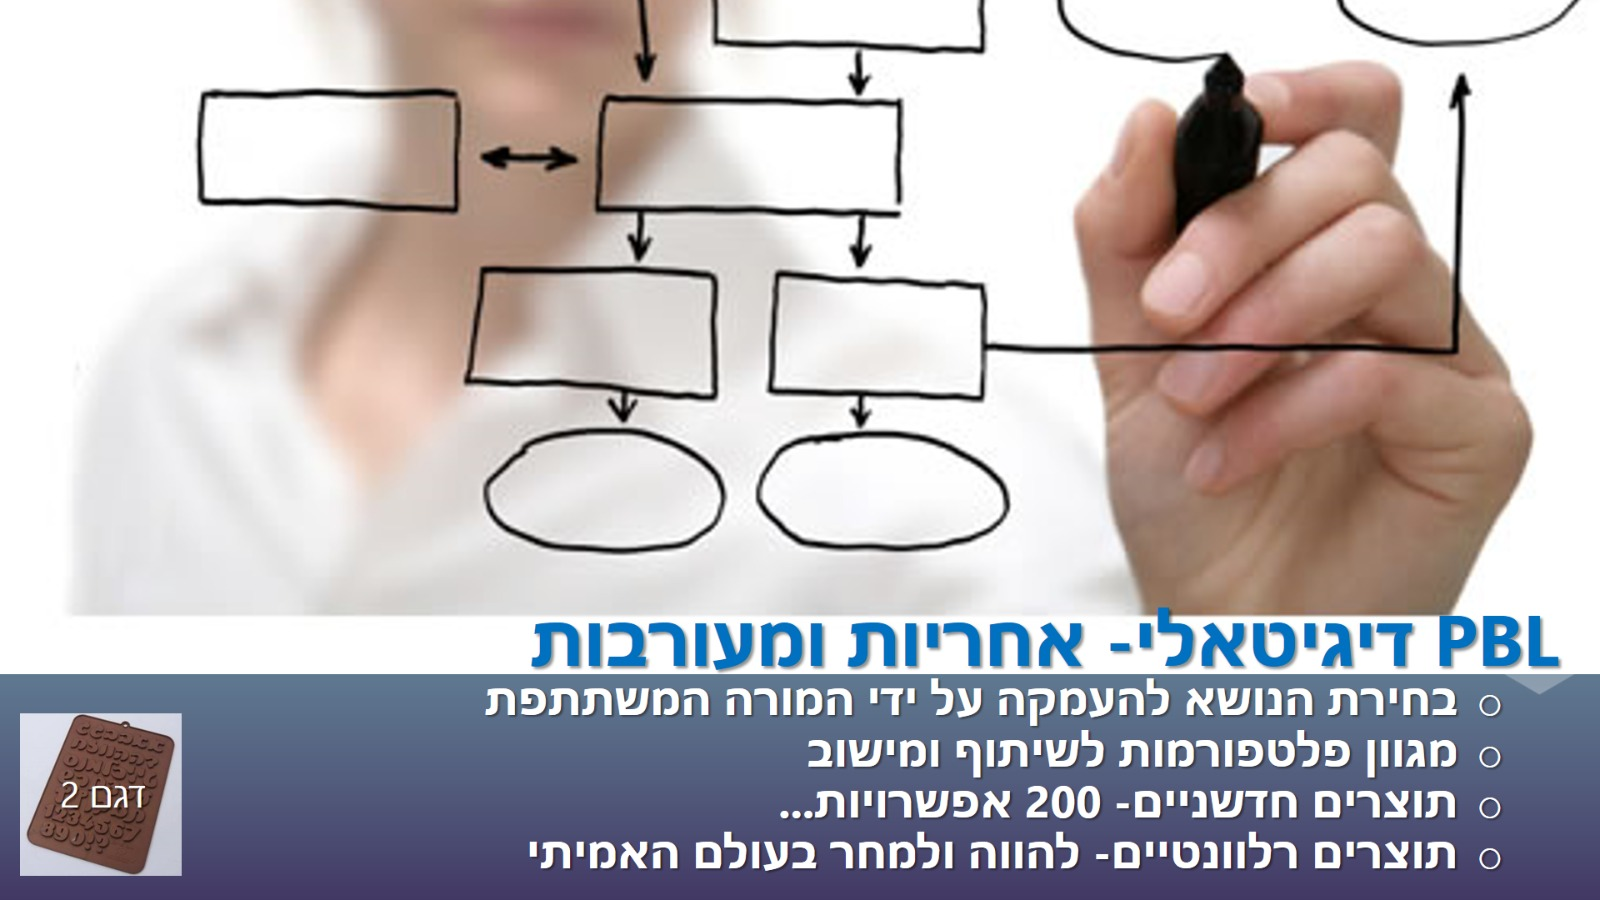 PBL דיגיטאלי- אחריות ומעורבות
בחירת הנושא להעמקה על ידי המורה המשתתפת
מגוון פלטפורמות לשיתוף ומישוב
תוצרים חדשניים- 200 אפשרויות...
תוצרים רלוונטיים- להווה ולמחר בעולם האמיתי
דגם 2